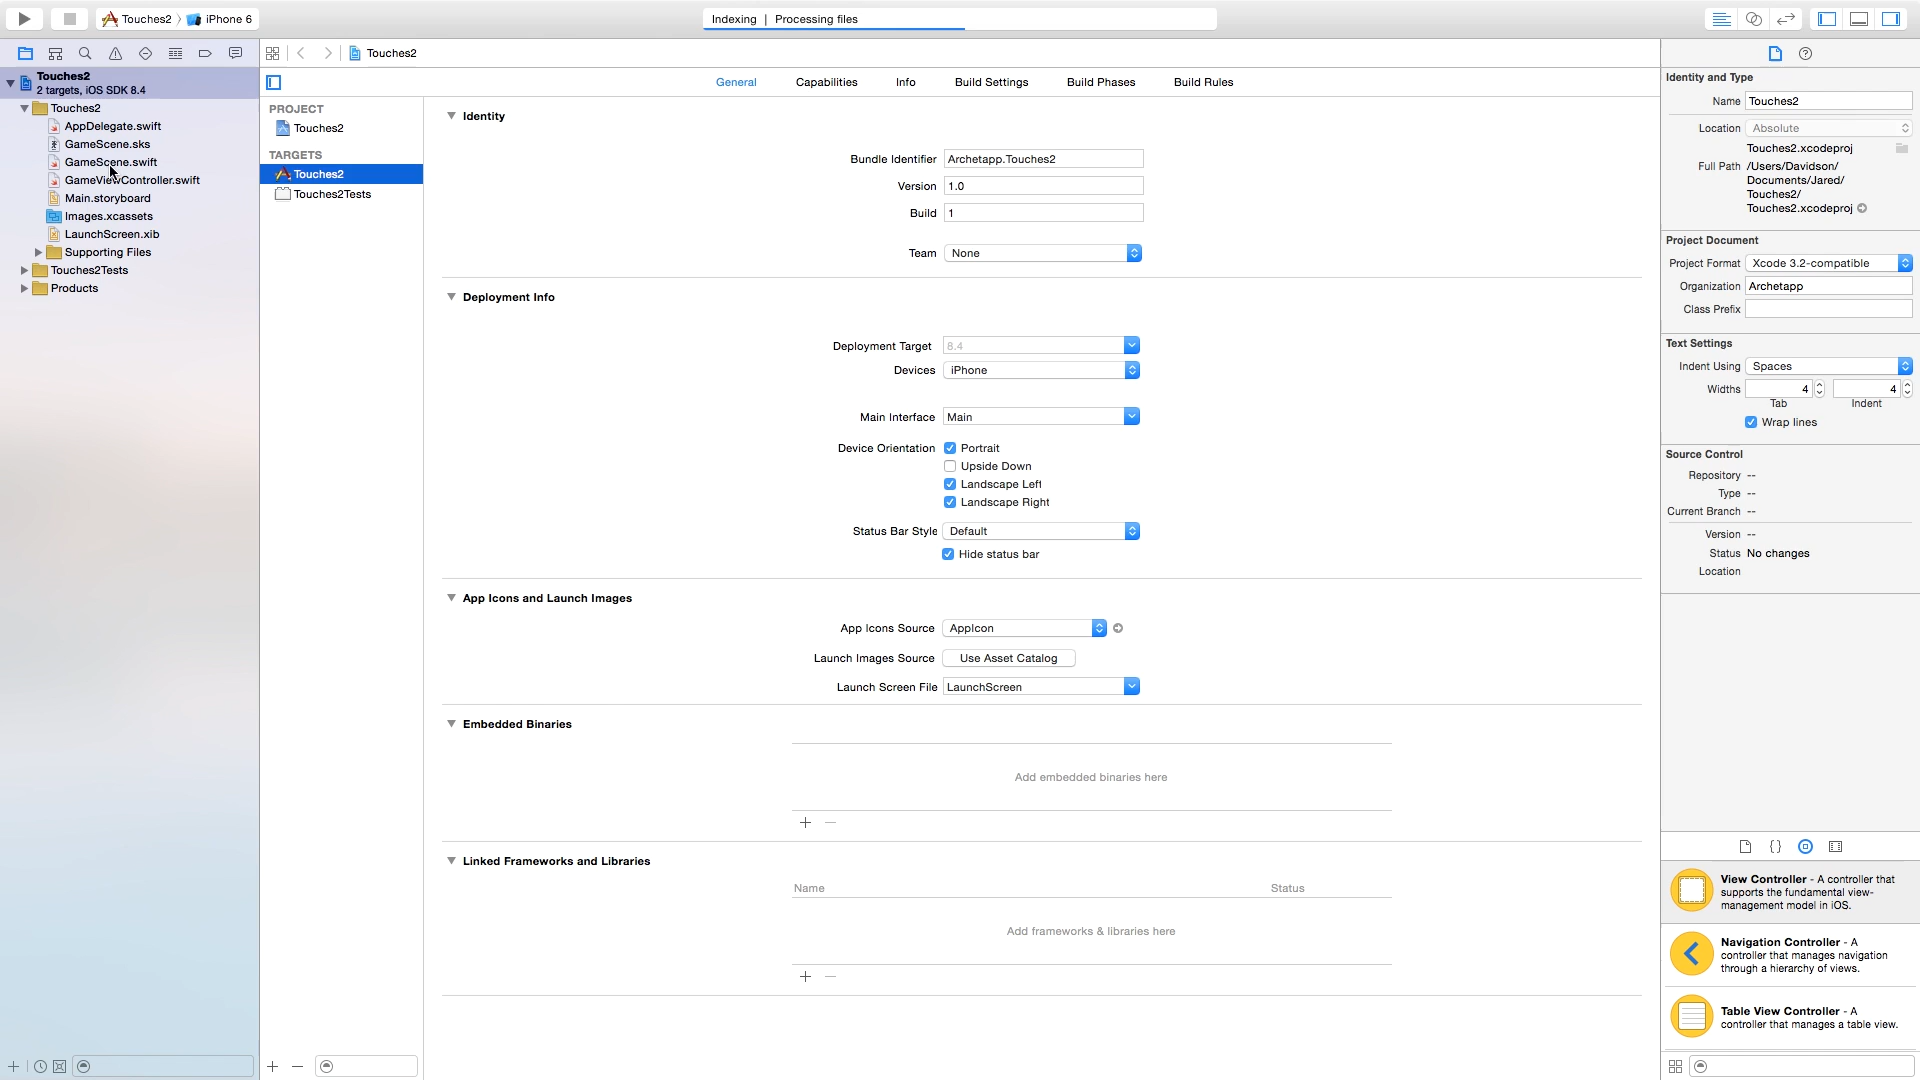 Touches2 〉 iPhone 6
Indexing | Processing files
Touches2
2 targets, iOS SDK 8.4
Touches2
AppDelegate.swift
GameScene.sks
GameScene.swift
GameViewController.swift
Main.storyboard
Images.xcassets
LaunchScreen.xib
Supporting Files
Touches2Tests
Products
Touches2
General Capabilities Info Build Settings Build Phases Build Rules
PROJECT
Touches2
TARGETS
Touches2
Touches2Tests
Identity
Bundle Identifier Archetapp.Touches2
Version 1.0
Build 1
Team None
Deployment Info
Deployment Target 8.4
Devices iPhone
Main Interface Main
Device Orientation Portrait
Upside Down
Landscape Left
Landscape Right
Status Bar Style Default
Hide status bar
App Icons and Launch Images
App Icons Source AppIcon
Launch Images Source Use Asset Catalog
Launch Screen File LaunchScreen
Embedded Binaries
Add embedded binaries here
Linked Frameworks and Libraries
Name Status
Add frameworks & libraries here
Identity and Type
Name Touches2
Location Absolute
Touches2.xcodeproj
Full Path /Users/Davidson/
Documents/Jared/
Touches2/
Touches2.xcodeproj
Project Document
Project Format Xcode 3.2-compatible
Organization Archetapp
Class Prefix
Text Settings
Indent Using Spaces
Widths 4 4
Tab Indent
Wrap lines
Source Control
Repository --
Type --
Current Branch --
Version --
Status No changes
Location
View Controller - A controller that
supports the fundamental view-
management model in iOS.
Navigation Controller - A
controller that manages navigation
through a hierarchy of views.
Table View Controller - A
controller that manages a table view.